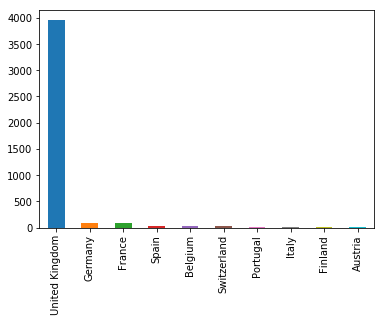 4000
3500
3000
2500
2000
1500
1000
500
0
United Kingdom
Germany
France
Spain
Belgium
Switzerland
Portugal
Italy
Finland
Austria